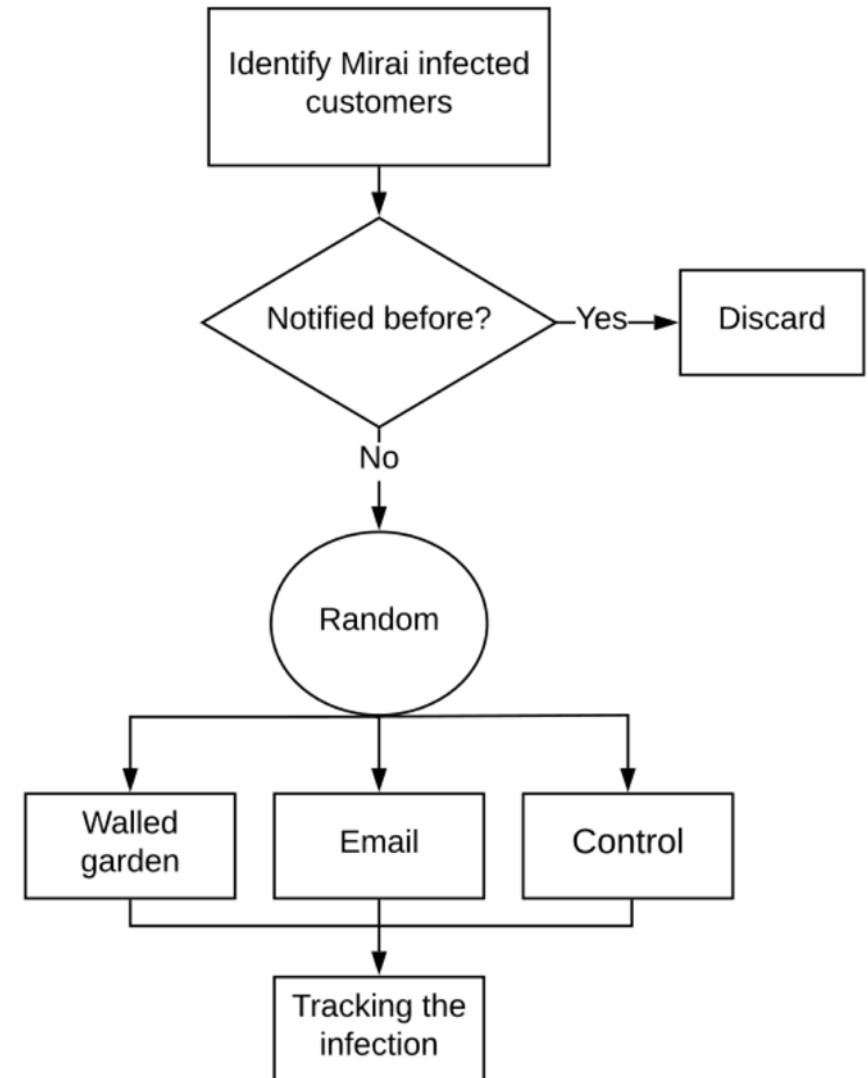 Identify Mirai infected
customers
Notified before?
Yes
Discard
No
Random
Walled
garden
Email
Control
Tracking the
infection